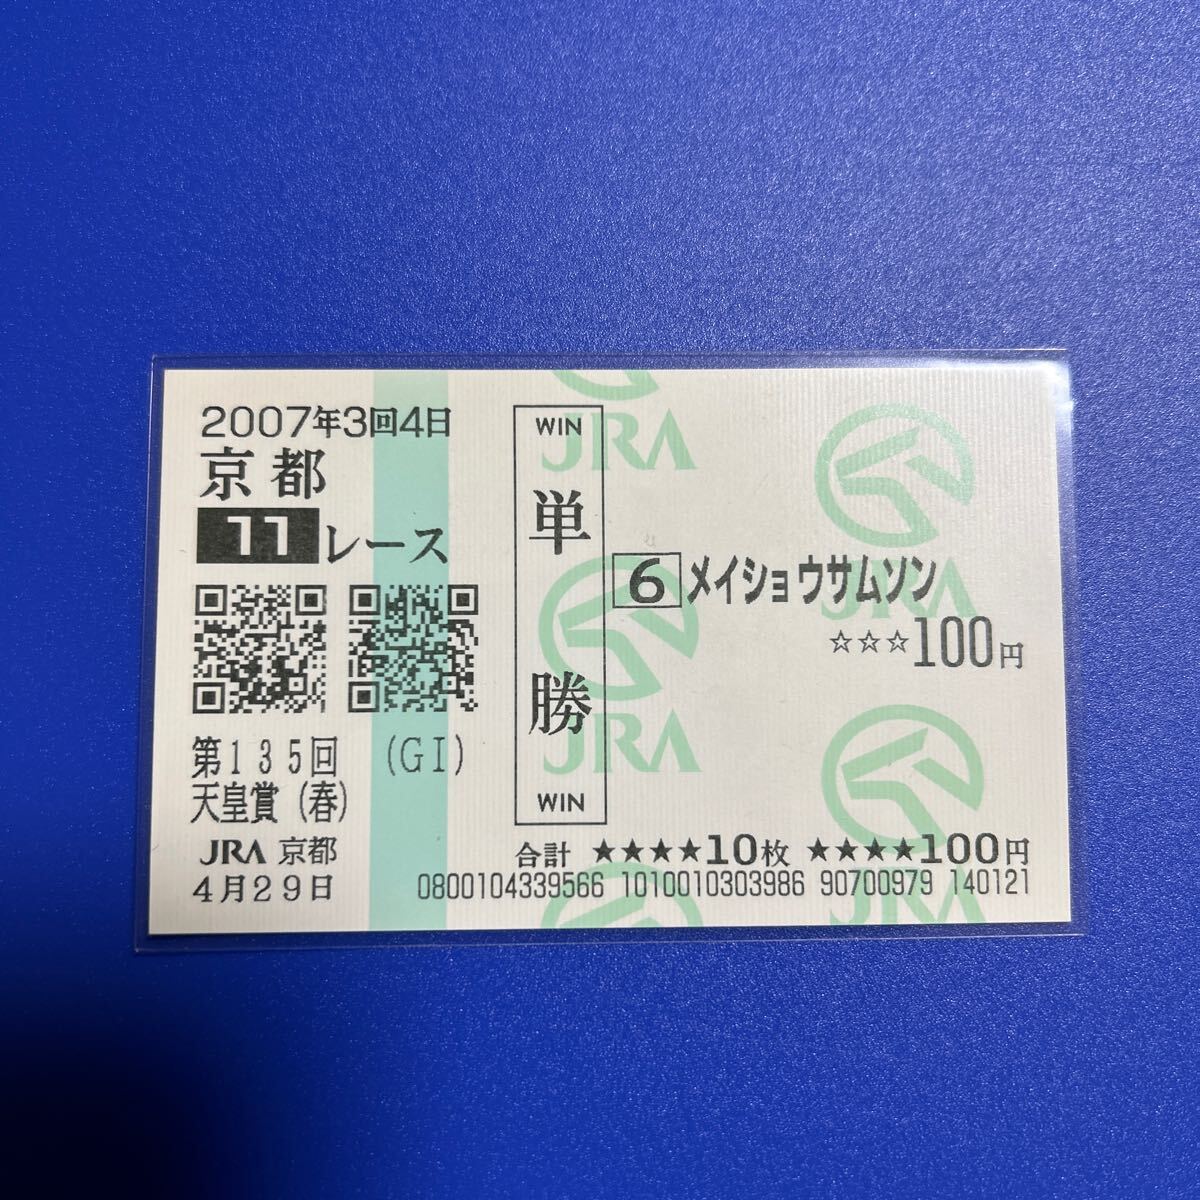 2007年3回4日
京都
11レース
第135回 (GI)
天皇賞(春)
JRA 京都
4月29日
WIN
単勝
WIN
6 メイショウサムソン
☆☆☆100円
合計 ★★★★10枚 ★★★★100円
0800104339566 1010010303986 90700979 140121
JRA
JRA
JRA
JRA